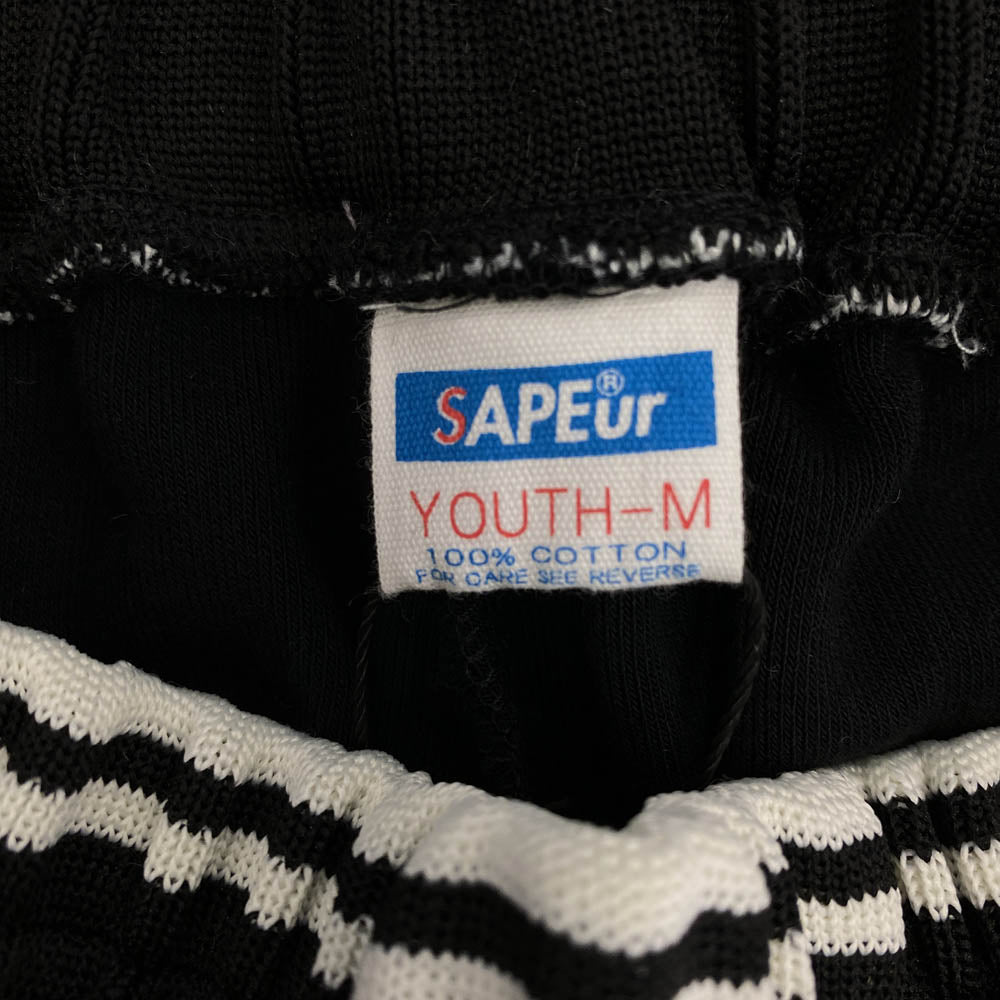 SAPEur®
YOUTH-M
100% COTTON
FOR CARE SEE REVERSE